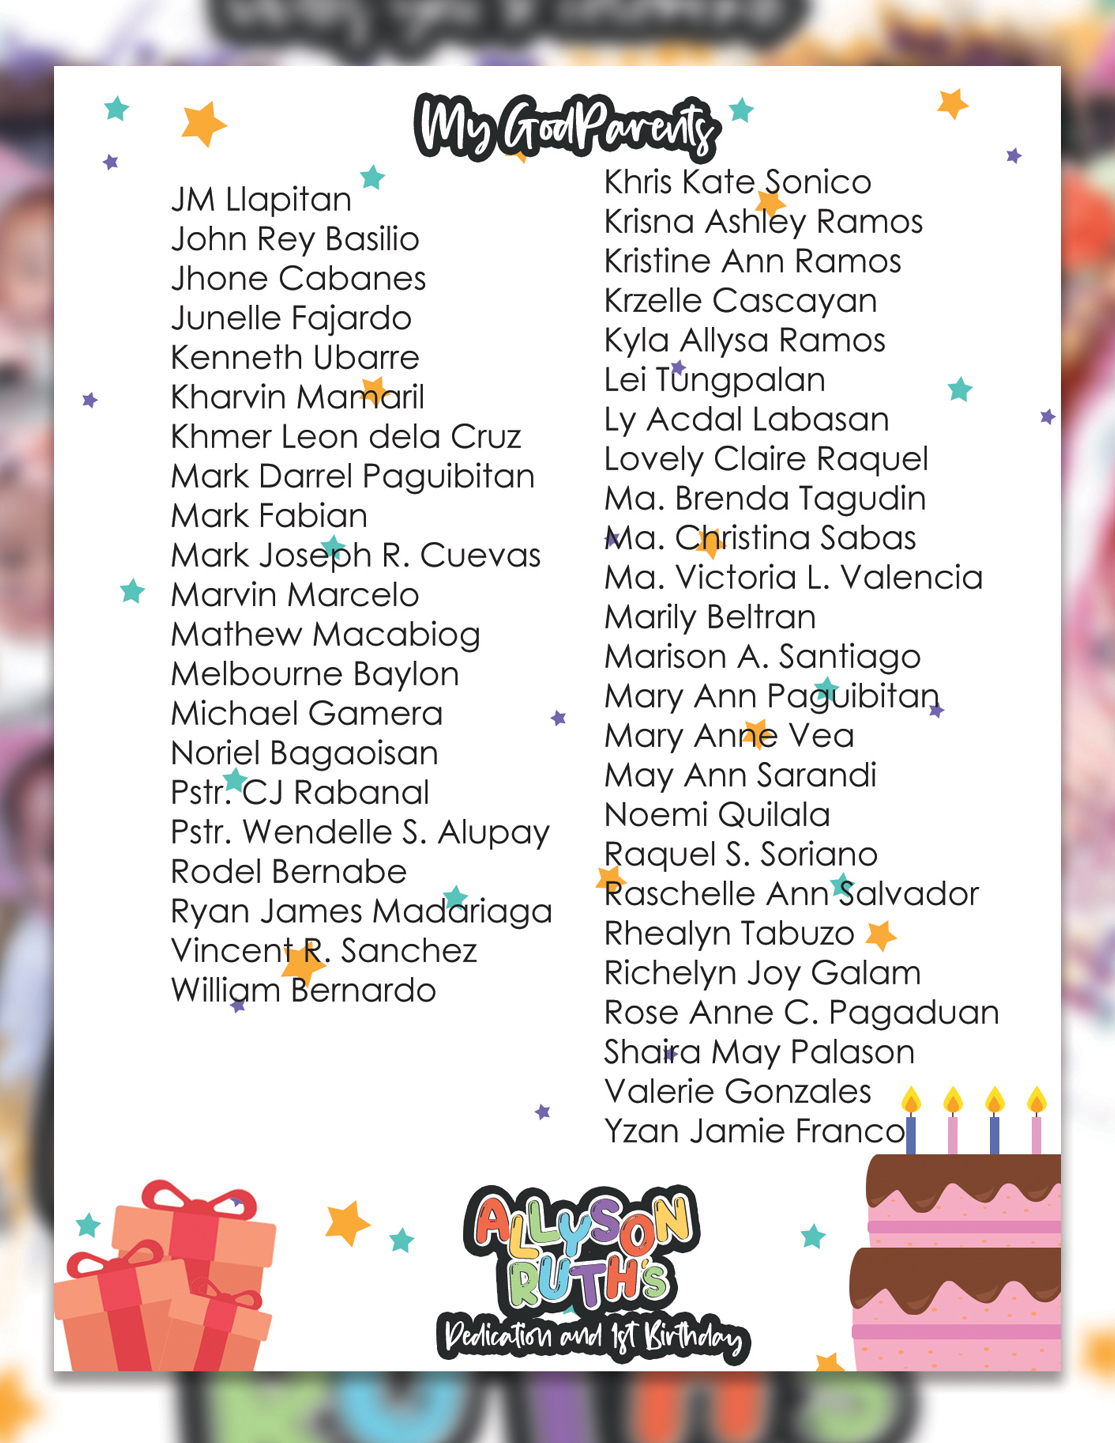 My GodParents
JM Llapitan
John Rey Basilio
Jhone Cabanes
Junelle Fajardo
Kenneth Ubarre
Kharvin Mamaril
Khmer Leon dela Cruz
Mark Darrel Paguibitan
Mark Fabian
Mark Joseph R. Cuevas
Marvin Marcelo
Mathew Macabiog
Melbourne Baylon
Michael Gamera
Noriel Bagaoisan
Pstr. CJ Rabanal
Pstr. Wendelle S. Alupay
Rodel Bernabe
Ryan James Madariaga
Vincent R. Sanchez
William Bernardo
Khris Kate Sonico
Krisna Ashley Ramos
Kristine Ann Ramos
Krzelle Cascayan
Kyla Allysa Ramos
Lei Tungpalan
Ly Acdal Labasan
Lovely Claire Raquel
Ma. Brenda Tagudin
Ma. Christina Sabas
Ma. Victoria L. Valencia
Marily Beltran
Marison A. Santiago
Mary Ann Paguibitan
Mary Anne Vea
May Ann Sarandi
Noemi Quilala
Raquel S. Soriano
Raschelle Ann Salvador
Rhealyn Tabuzo
Richelyn Joy Galam
Rose Anne C. Pagaduan
Shaira May Palason
Valerie Gonzales
Yzan Jamie Franco
ALLYSON
RUTH'S
Dedication and 1st Birthday